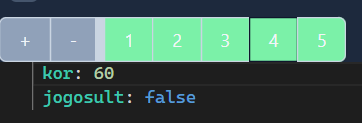 + - 1 2 3 4 5
kor: 60
jogosult: false